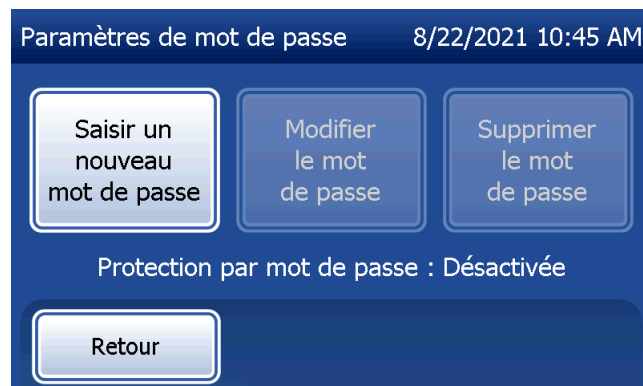 Paramètres de mot de passe 8/22/2021 10:45 AM
Saisir un
nouveau
mot de passe
Modifier
le mot
de passe
Supprimer
le mot
de passe
Protection par mot de passe : Désactivée
Retour